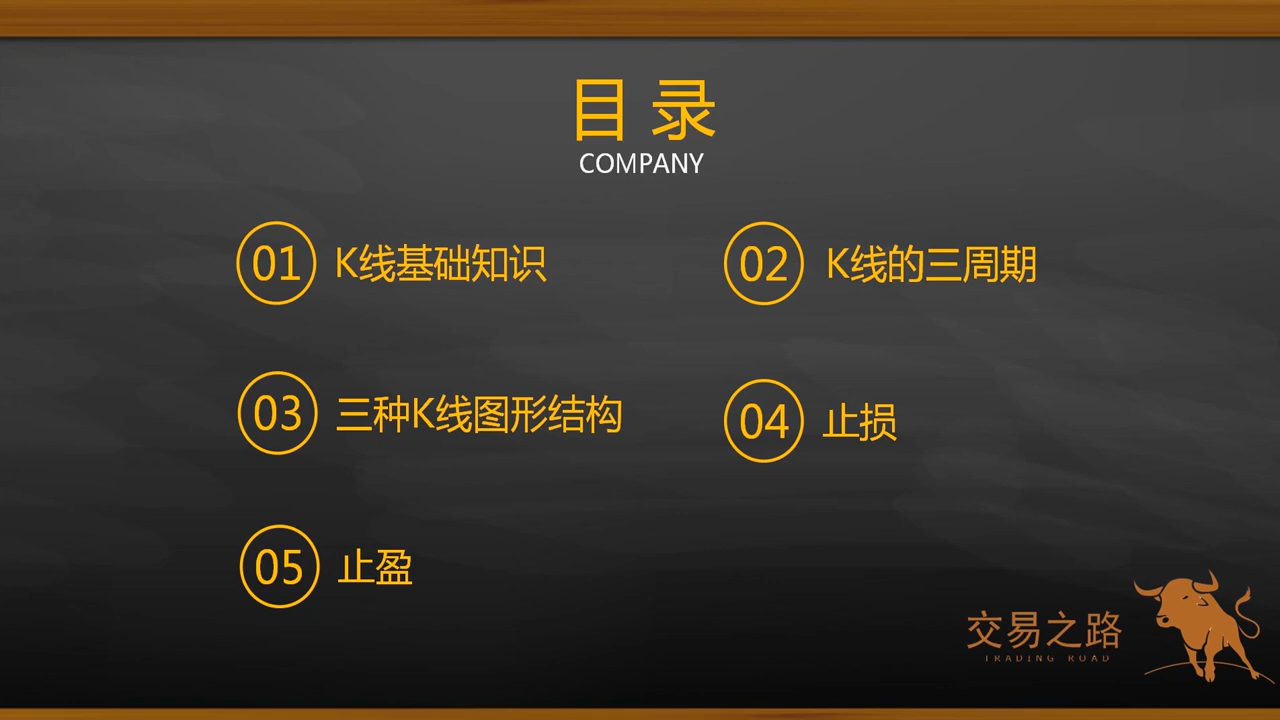 目录
COMPANY
01 K线基础知识
02 K线的三周期
03 三种K线图形结构
04 止损
05 止盈
交易之路
TRADING ROAD